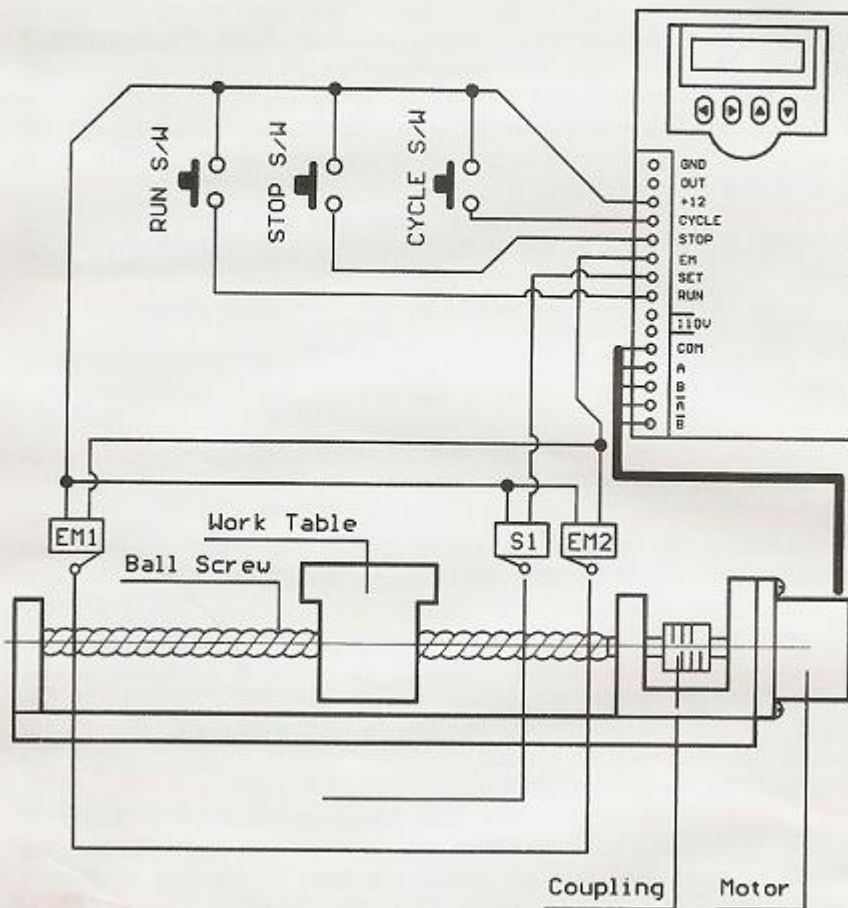 RUN S/W
STOP S/W
CYCLE S/W
GND
OUT
+12
CYCLE
STOP
EM
SET
RUN
110V
COM
A
B
A̅
B̅
EM1
Work Table
S1
EM2
Ball Screw
Coupling
Motor